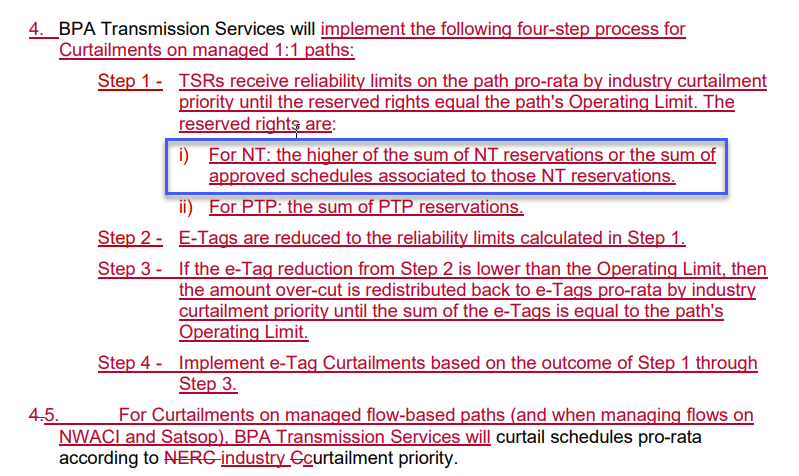 4. BPA Transmission Services will implement the following four-step process for
Curtailments on managed 1:1 paths:
Step 1 - TSRs receive reliability limits on the path pro-rata by industry curtailment
priority until the reserved rights equal the path's Operating Limit. The
reserved rights are:
i) For NT: the higher of the sum of NT reservations or the sum of
approved schedules associated to those NT reservations.
ii) For PTP: the sum of PTP reservations.
Step 2 - E-Tags are reduced to the reliability limits calculated in Step 1.
Step 3 - If the e-Tag reduction from Step 2 is lower than the Operating Limit, then
the amount over-cut is redistributed back to e-Tags pro-rata by industry
curtailment priority until the sum of the e-Tags is equal to the path's
Operating Limit.
Step 4 - Implement e-Tag Curtailments based on the outcome of Step 1 through
Step 3.
4.5. For Curtailments on managed flow-based paths (and when managing flows on
NWACI and Satsop), BPA Transmission Services will curtail schedules pro-rata
according to NERC industry Ccurtailment priority.